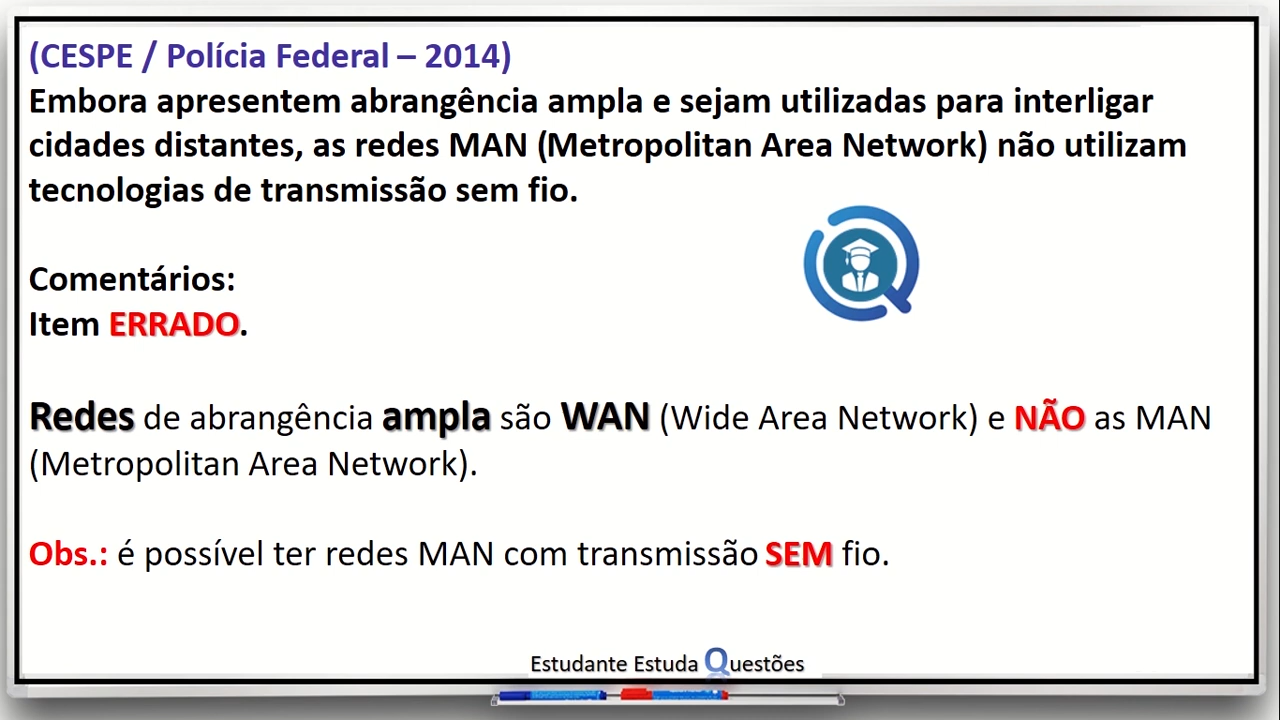 (CESPE / Polícia Federal – 2014)
Embora apresentem abrangência ampla e sejam utilizadas para interligar
cidades distantes, as redes MAN (Metropolitan Area Network) não utilizam
tecnologias de transmissão sem fio.
Comentários:
Item ERRADO.
Redes de abrangência ampla são WAN (Wide Area Network) e NÃO as MAN
(Metropolitan Area Network).
Obs.: é possível ter redes MAN com transmissão SEM fio.
Estudante Estuda Questões